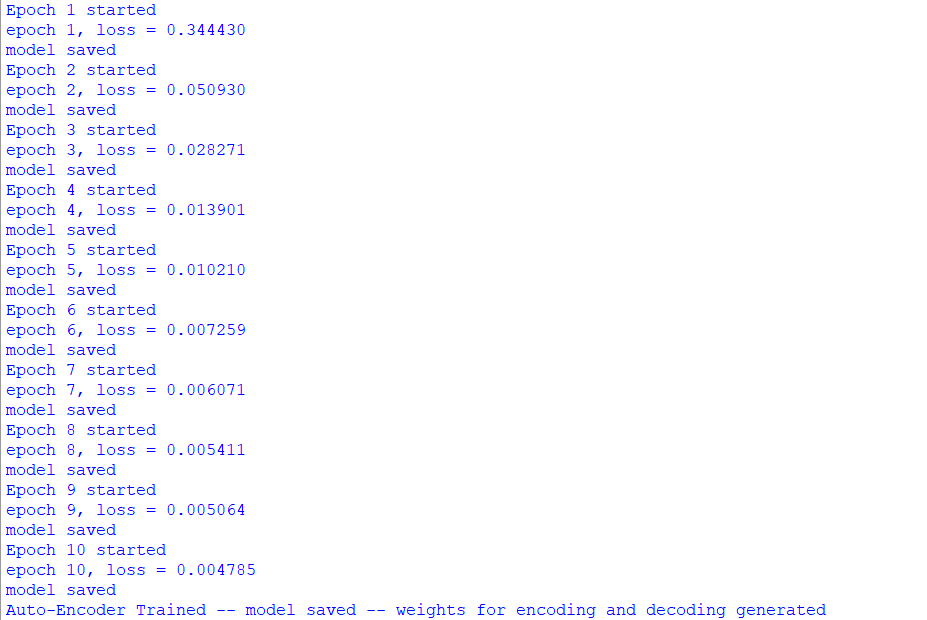 Epoch 1 started
epoch 1, loss = 0.344430
model saved
Epoch 2 started
epoch 2, loss = 0.050930
model saved
Epoch 3 started
epoch 3, loss = 0.028271
model saved
Epoch 4 started
epoch 4, loss = 0.013901
model saved
Epoch 5 started
epoch 5, loss = 0.010210
model saved
Epoch 6 started
epoch 6, loss = 0.007259
model saved
Epoch 7 started
epoch 7, loss = 0.006071
model saved
Epoch 8 started
epoch 8, loss = 0.005411
model saved
Epoch 9 started
epoch 9, loss = 0.005064
model saved
Epoch 10 started
epoch 10, loss = 0.004785
model saved
Auto-Encoder Trained -- model saved -- weights for encoding and decoding generated